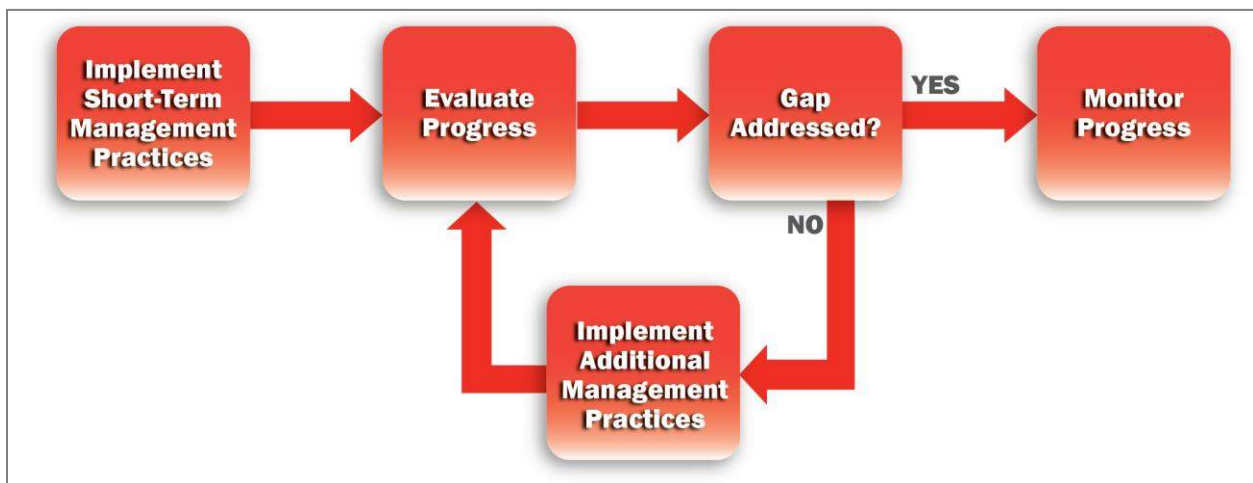 Implement
Short-Term
Management
Practices
Evaluate
Progress
Gap
Addressed?
YES
Monitor
Progress
NO
Implement
Additional
Management
Practices